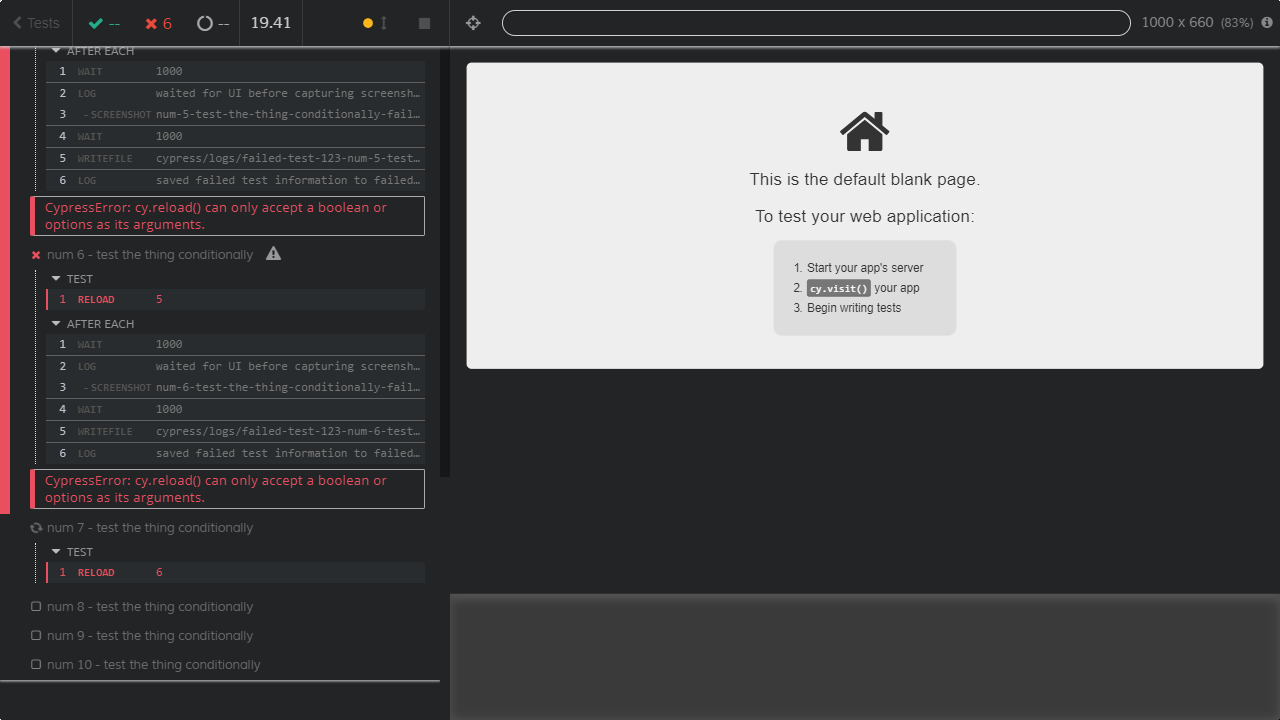 Tests
--
6
--
19.41
1000 x 660 (83%)
AFTER EACH
1 WAIT 1000
2 LOG waited for UI before capturing screensh…
3 - SCREENSHOT num-5-test-the-thing-conditionally-fail…
4 WAIT 1000
5 WRITEFILE cypress/logs/failed-test-123-num-5-test…
6 LOG saved failed test information to failed…
CypressError: cy.reload() can only accept a boolean or
options as its arguments.
num 6 - test the thing conditionally
TEST
1 RELOAD 5
AFTER EACH
1 WAIT 1000
2 LOG waited for UI before capturing screensh…
3 - SCREENSHOT num-6-test-the-thing-conditionally-fail…
4 WAIT 1000
5 WRITEFILE cypress/logs/failed-test-123-num-6-test…
6 LOG saved failed test information to failed…
CypressError: cy.reload() can only accept a boolean or
options as its arguments.
num 7 - test the thing conditionally
TEST
1 RELOAD 6
num 8 - test the thing conditionally
num 9 - test the thing conditionally
num 10 - test the thing conditionally
This is the default blank page.
To test your web application:
1. Start your app's server
2. cy.visit() your app
3. Begin writing tests